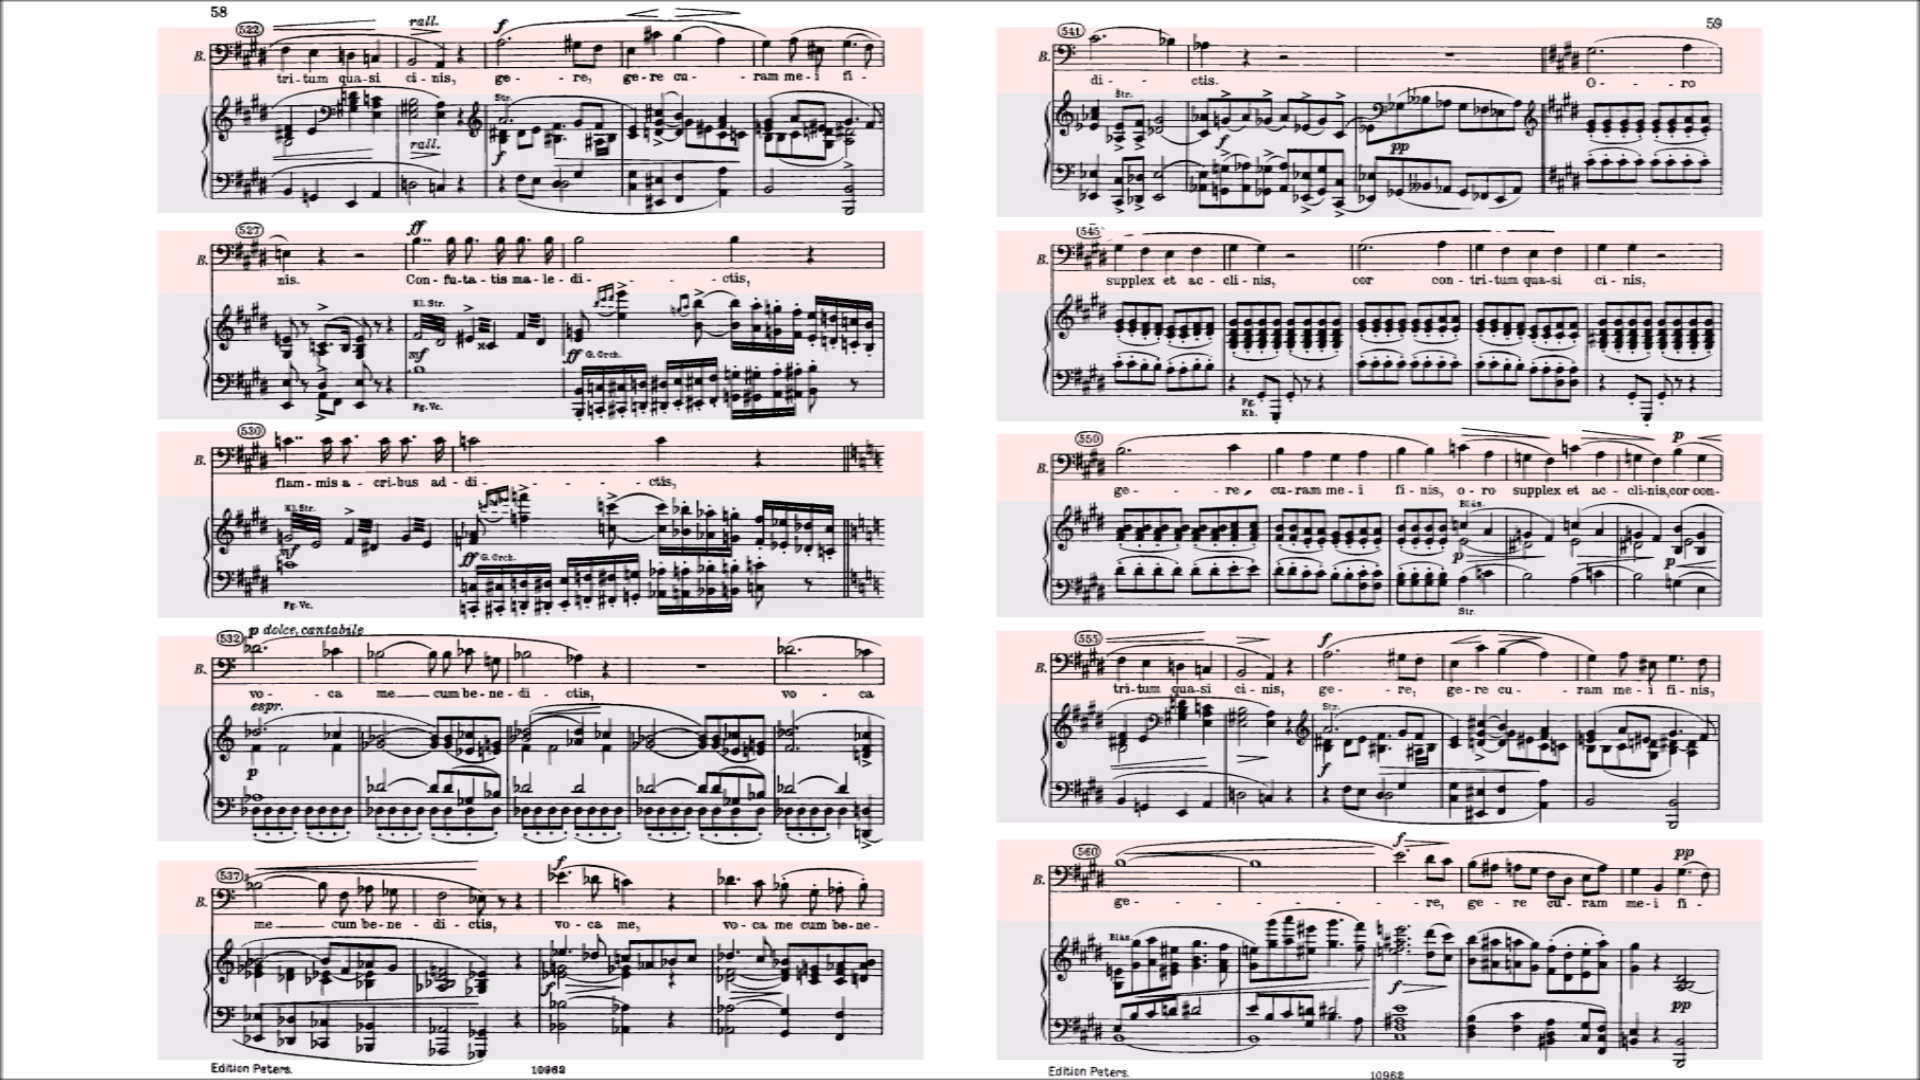 58
522
rall.
f
B.
tri-tum qua-si ci-nis, ge - - re, ge-re cu - - ram me-i fi-
Str.
rall.
f
527
ff
B.
nis. Con-fu-ta-tis ma-le-di - - - - ctis,
Kl. Str.
mf
ff G. Orch.
Fg. Vc.
530
B.
flam-mis a-cri-bus ad-di - - - - - ctis,
Kl. Str.
mf
ff G. Orch.
Fg. Vc.
532
p dolce, cantabile
B.
vo - - ca me cum be-ne-di - ctis, vo - ca
espr.
p
537
f
B.
me cum be-ne - di - ctis, vo - ca me, vo - ca me cum be-ne-
f
Edition Peters. 10962
59
541
B.
di - - ctis. O - - - ro
Str.
f
pp
545
B.
supplex et ac - cli-nis, cor con - tri-tum qua-si ci - nis,
Fg.
Kb.
550
p
B.
ge - - - re, cu-ram me-i fi-nis, o-ro supplex et ac - cli-nis, cor con-
Bläs.
p
p
Str.
555
f
B.
tri-tum qua-si ci - nis, ge - - re, ge-re cu - - ram me-i fi-nis,
Str.
f
560
f
pp
B.
ge - - - - - - - re, ge - re cu - ram me-i fi-
Bläs.
f
pp
Edition Peters. 10962